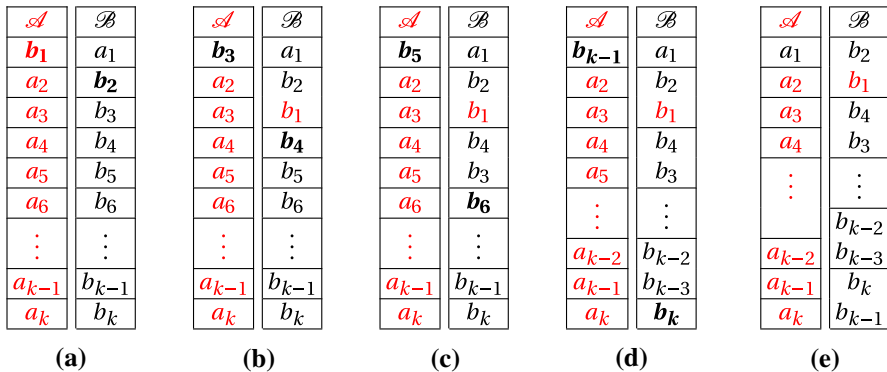 𝒜 ℬ 𝒜 ℬ 𝒜 ℬ 𝒜 ℬ 𝒜 ℬ
b₁ a₁ b₃ a₁ b₅ a₁ bₖ₋₁ a₁ a₁ b₂
a₂ b₂ a₂ b₂ a₂ b₂ a₂ b₂ a₂ b₁
a₃ b₃ a₃ b₁ a₃ b₁ a₃ b₁ a₃ b₄
a₄ b₄ a₄ b₄ a₄ b₄ a₄ b₄ a₄ b₃
a₅ b₅ a₅ b₅ a₅ b₃ a₅ b₃ ⋮ ⋮
a₆ b₆ a₆ b₆ a₆ b₆ ⋮ ⋮
⋮ ⋮ ⋮ ⋮ ⋮ ⋮ bₖ₋₂
aₖ₋₂ bₖ₋₂ aₖ₋₂ bₖ₋₃
aₖ₋₁ bₖ₋₁ aₖ₋₁ bₖ₋₁ aₖ₋₁ bₖ₋₁ aₖ₋₁ bₖ₋₃ aₖ₋₁ bₖ
aₖ bₖ aₖ bₖ aₖ bₖ aₖ bₖ aₖ bₖ₋₁
(a) (b) (c) (d) (e)